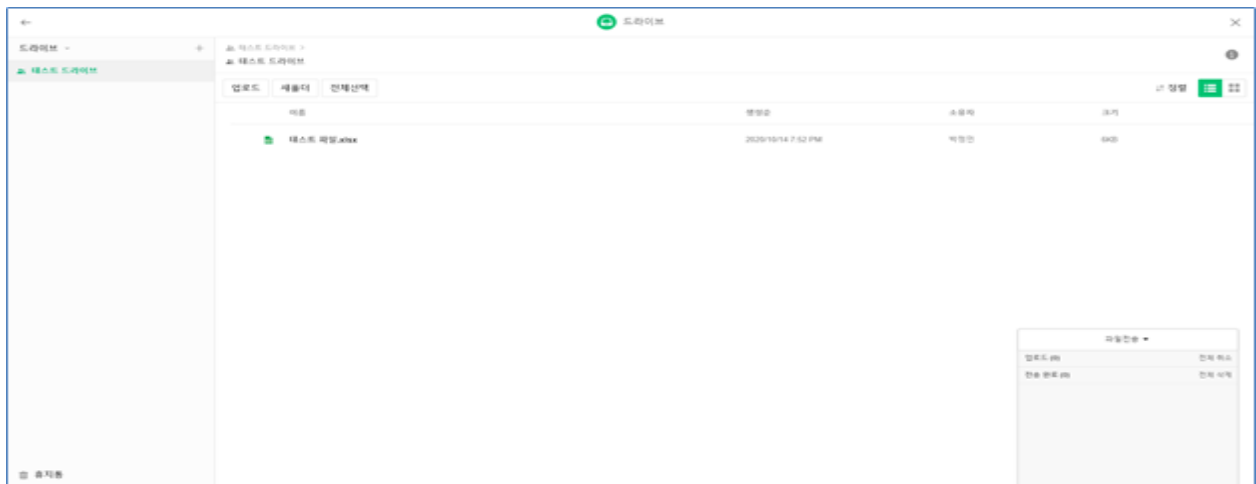 드라이브
드라이브
테스트 드라이브 >
테스트 드라이브
테스트 드라이브
업로드 새폴더 전체선택
정렬
이름 소유자 크기
테스트 파일.xlsx 2020/10/14 7:52 PM 6KB
파일전송
업로드 (0) 전체 취소
전송 완료 (0) 전체 삭제
휴지통